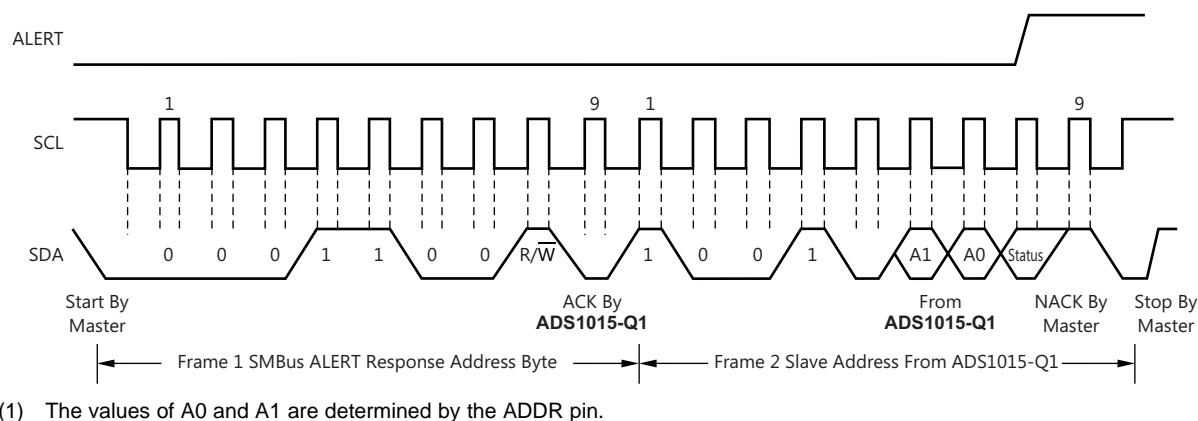 ALERT
1 9 1 9
SCL
SDA 0 0 0 1 1 0 0 R/W 1 0 0 1 A1 A0 Status
Start By ACK By From NACK By Stop By
Master ADS1015-Q1 ADS1015-Q1 Master Master
Frame 1 SMBus ALERT Response Address Byte Frame 2 Slave Address From ADS1015-Q1
(1) The values of A0 and A1 are determined by the ADDR pin.